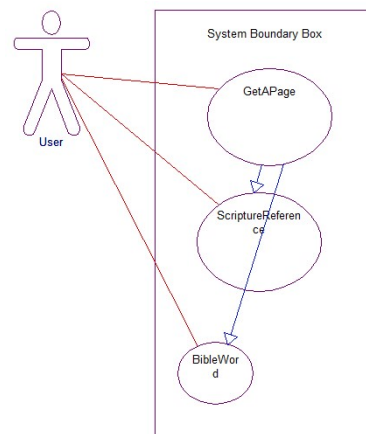 System Boundary Box
GetAPage
User
ScriptureReferen
ce
BibleWor
d